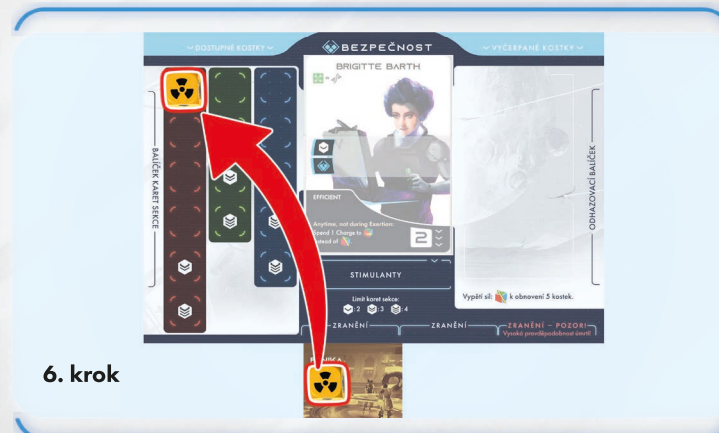 DOSTUPNÉ KOSTKY
BEZPEČNOST
VYČERPANÉ KOSTKY
BALÍČEK KARET SEKCE
BRIGITTE BARTH
EFFICIENT
Anytime, not during Exertion:
Spend 1 Charge to
instead of
2
ODHAZOVACÍ BALÍČEK
STIMULANTY
Limit karet sekce:
:2 :3 :4
Vypětí sil: k obnovení 5 kostek.
ZRANĚNÍ
ZRANĚNÍ
ZRANĚNÍ – POZOR!
Vysoká pravděpodobnost úmrtí!
6. krok